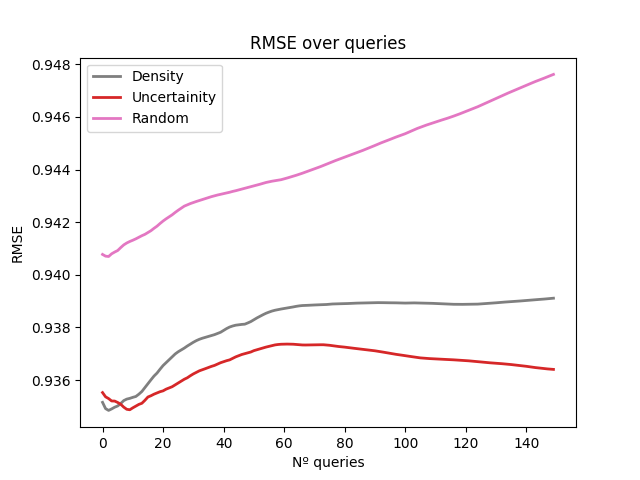 RMSE over queries
Density
Uncertainity
Random
0.948
0.946
0.944
0.942
0.940
0.938
0.936
RMSE
0 20 40 60 80 100 120 140
Nº queries